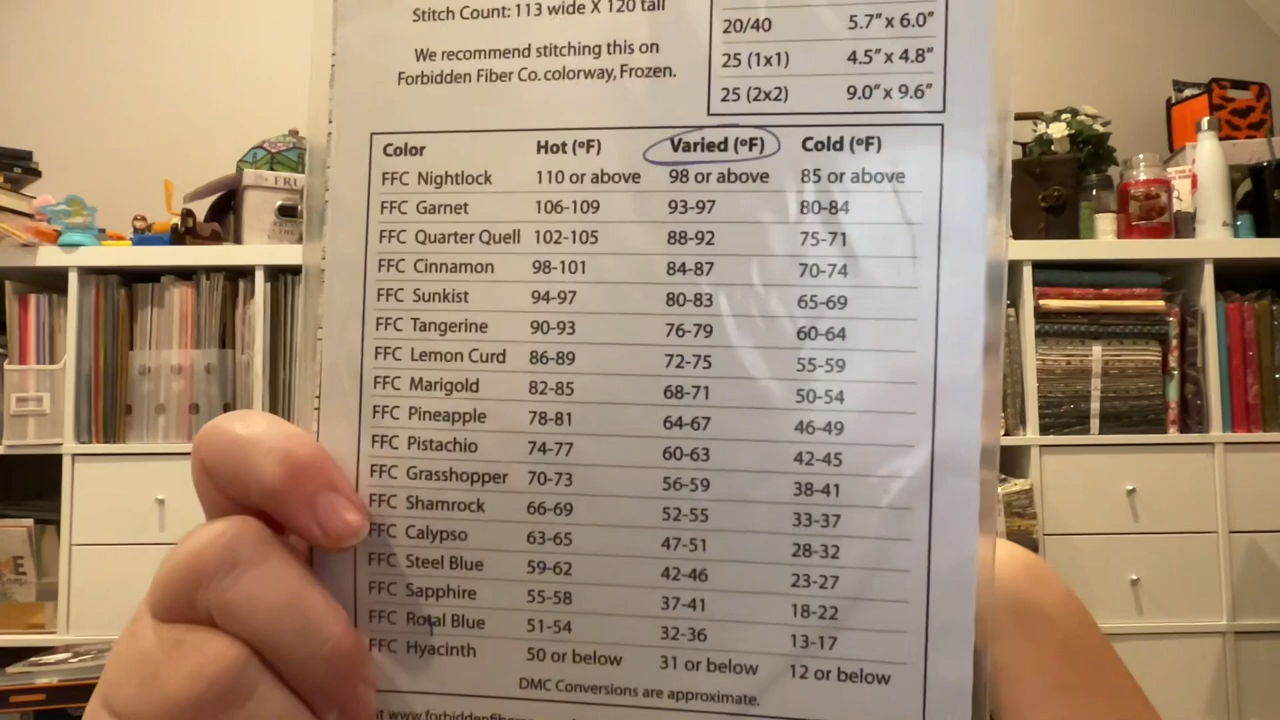 Stitch Count: 113 wide X 120 tall
We recommend stitching this on
Forbidden Fiber Co. colorway, Frozen.
20/40 5.7" x 6.0"
25 (1x1) 4.5" x 4.8"
25 (2x2) 9.0" x 9.6"
Color Hot (ºF) Varied (ºF) Cold (ºF)
FFC Nightlock 110 or above 98 or above 85 or above
FFC Garnet 106-109 93-97 80-84
FFC Quarter Quell 102-105 88-92 75-71
FFC Cinnamon 98-101 84-87 70-74
FFC Sunkist 94-97 80-83 65-69
FFC Tangerine 90-93 76-79 60-64
FFC Lemon Curd 86-89 72-75 55-59
FFC Marigold 82-85 68-71 50-54
FFC Pineapple 78-81 64-67 46-49
FFC Pistachio 74-77 60-63 42-45
FFC Grasshopper 70-73 56-59 38-41
FFC Shamrock 66-69 52-55 33-37
FFC Calypso 63-65 47-51 28-32
FFC Steel Blue 59-62 42-46 23-27
FFC Sapphire 55-58 37-41 18-22
FFC Royal Blue 51-54 32-36 13-17
FFC Hyacinth 50 or below 31 or below 12 or below
DMC Conversions are approximate.
FRU